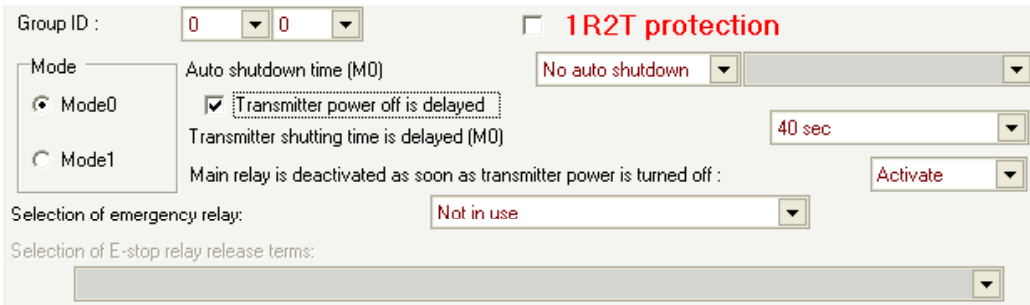 Group ID : 0 0 1R2T protection
Mode
Auto shutdown time (M0) No auto shutdown
Mode0
Transmitter power off is delayed
Transmitter shutting time is delayed (M0) 40 sec
Mode1
Main relay is deactivated as soon as transmitter power is turned off : Activate
Selection of emergency relay: Not in use
Selection of E-stop relay release terms: